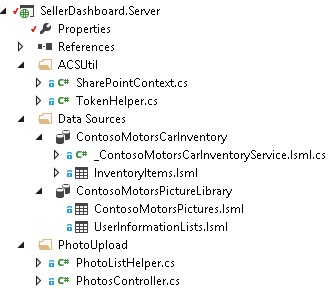 SellerDashboard.Server
Properties
References
ACSUtil
C# SharePointContext.cs
C# TokenHelper.cs
Data Sources
ContosoMotorsCarInventory
C# _ContosoMotorsCarInventoryService.lsml.cs
InventoryItems.lsml
ContosoMotorsPictureLibrary
ContosoMotorsPictures.lsml
UserInformationLists.lsml
PhotoUpload
C# PhotoListHelper.cs
C# PhotosController.cs